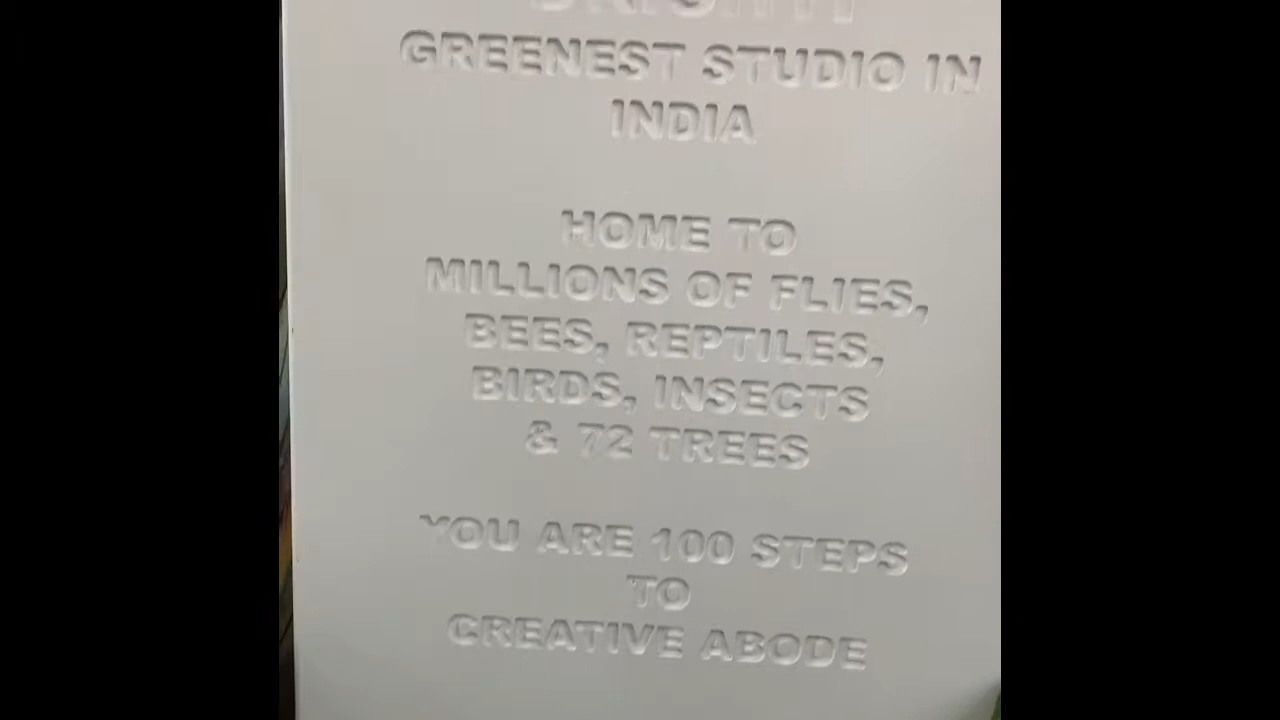 GREENEST STUDIO IN
INDIA
HOME TO
MILLIONS OF FLIES,
BEES, REPTILES,
BIRDS, INSECTS
& 72 TREES
YOU ARE 100 STEPS
TO
CREATIVE ABODE